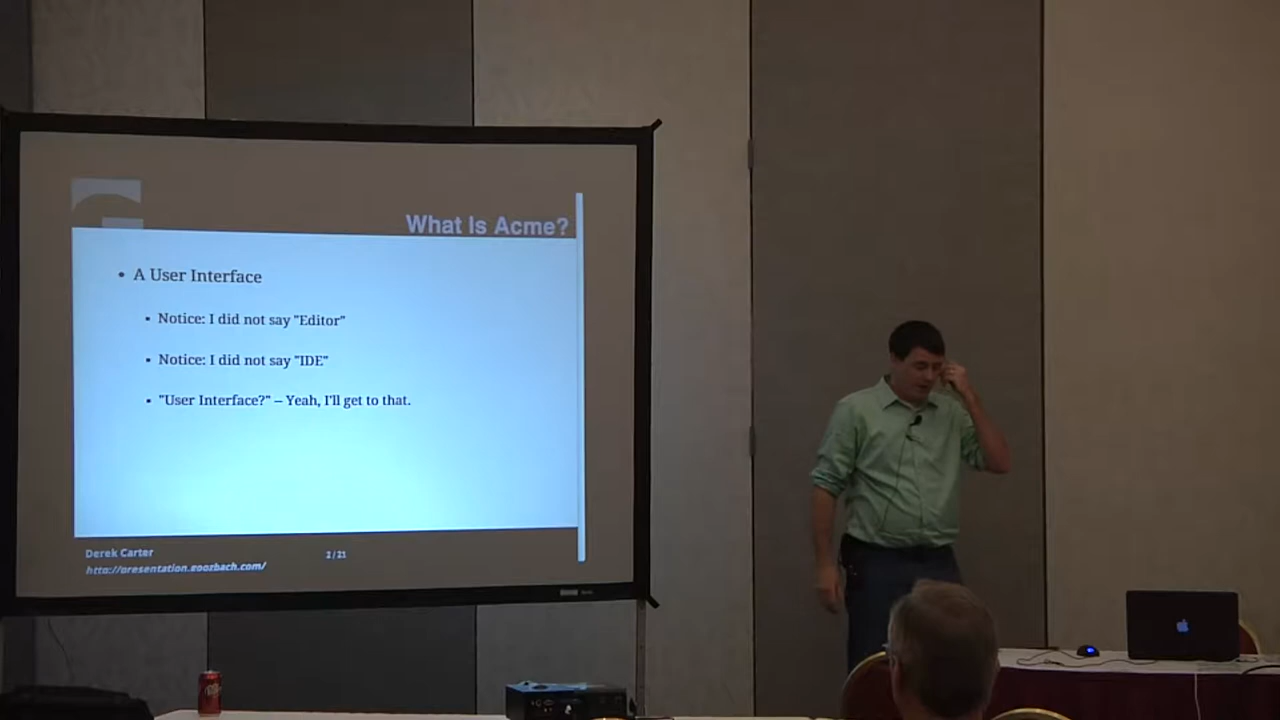 What Is Acme?
• A User Interface
▪ Notice: I did not say "Editor"
▪ Notice: I did not say "IDE"
▪ "User Interface?" – Yeah, I'll get to that.
Derek Carter
2 / 21
http://presentation.goozbach.com/